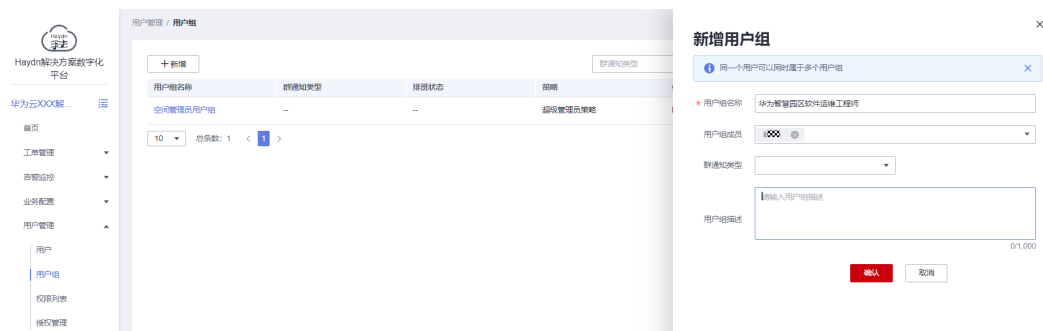 Haydn
Haydn解决方案数字化
平台
华为云XXX解...
首页
工单管理
告警监控
业务配置
用户管理
用户
用户组
权限列表
授权管理
用户管理 / 用户组
+新增
群通知类型
用户组名称 群通知类型 排班状态 策略
空间管理员用户组 -- -- 超级管理员策略
10 总条数: 1 < 1 >
新增用户组
同一个用户可以同时属于多个用户组
* 用户组名称 华为智慧园区软件运维工程师
用户组成员
群通知类型
用户组描述 请输入用户组描述
0/1,000
确认 取消